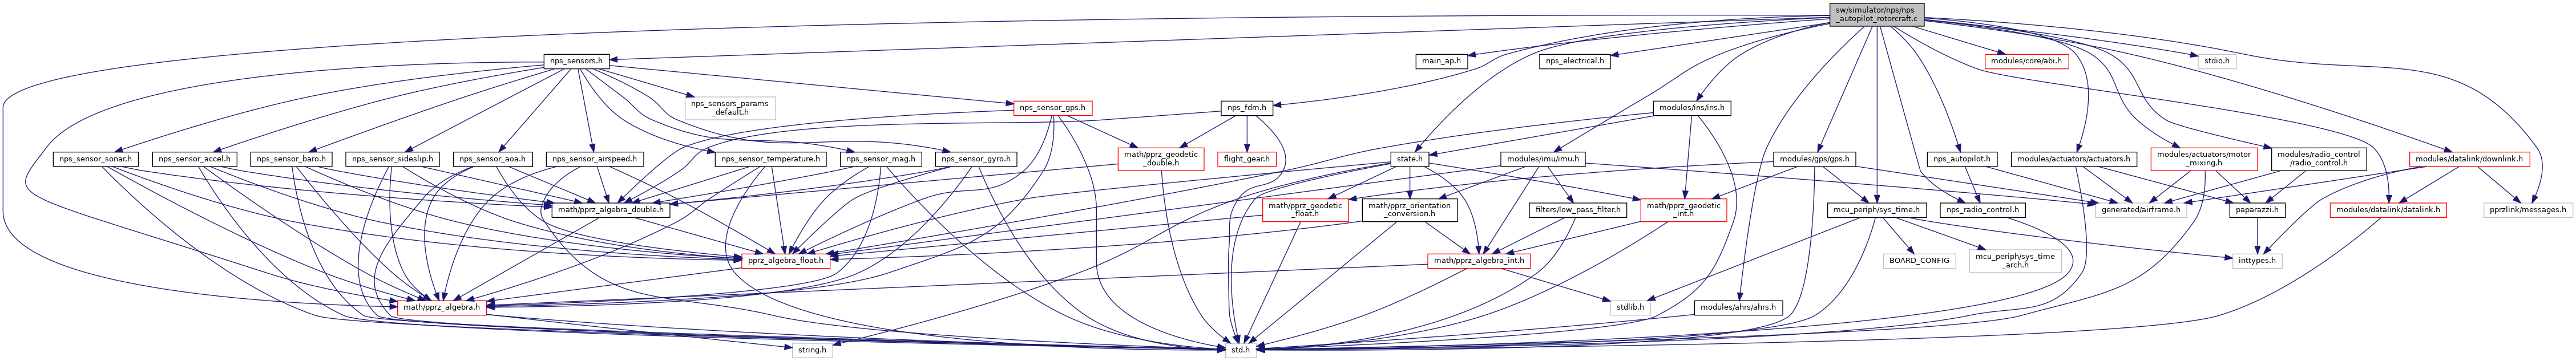 sw/simulator/nps/nps
_autopilot_rotorcraft.c
nps_sensors.h
main_ap.h
nps_electrical.h
modules/core/abi.h
stdio.h
nps_sensors_params
_default.h
nps_sensor_gps.h
nps_fdm.h
modules/ins/ins.h
nps_sensor_sonar.h
nps_sensor_accel.h
nps_sensor_baro.h
nps_sensor_sideslip.h
nps_sensor_aoa.h
nps_sensor_airspeed.h
nps_sensor_temperature.h
nps_sensor_mag.h
nps_sensor_gyro.h
math/pprz_geodetic
_double.h
flight_gear.h
state.h
modules/imu/imu.h
modules/gps/gps.h
nps_autopilot.h
modules/actuators/actuators.h
modules/actuators/motor
_mixing.h
modules/radio_control
/radio_control.h
modules/datalink/downlink.h
math/pprz_algebra_double.h
math/pprz_geodetic
_float.h
math/pprz_orientation
_conversion.h
filters/low_pass_filter.h
math/pprz_geodetic
_int.h
mcu_periph/sys_time.h
nps_radio_control.h
generated/airframe.h
paparazzi.h
modules/datalink/datalink.h
pprzlink/messages.h
pprz_algebra_float.h
math/pprz_algebra_int.h
BOARD_CONFIG
mcu_periph/sys_time
_arch.h
inttypes.h
math/pprz_algebra.h
stdlib.h
modules/ahrs/ahrs.h
string.h
std.h